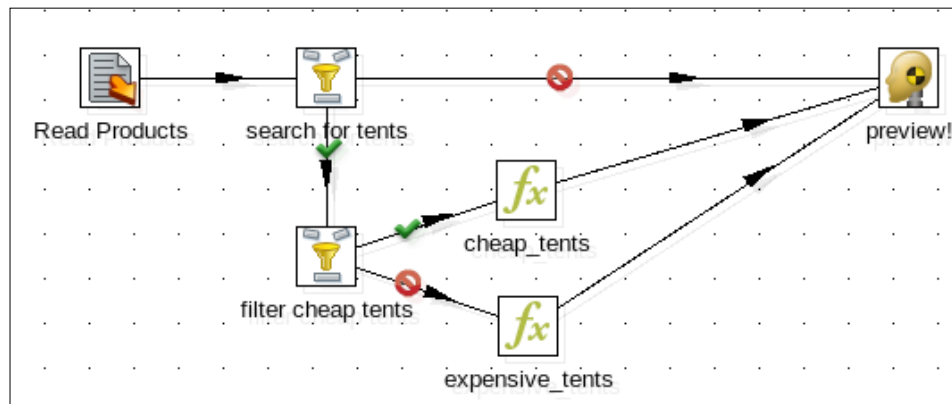 Read Products
search for tents
preview!
cheap_tents
filter cheap tents
expensive_tents